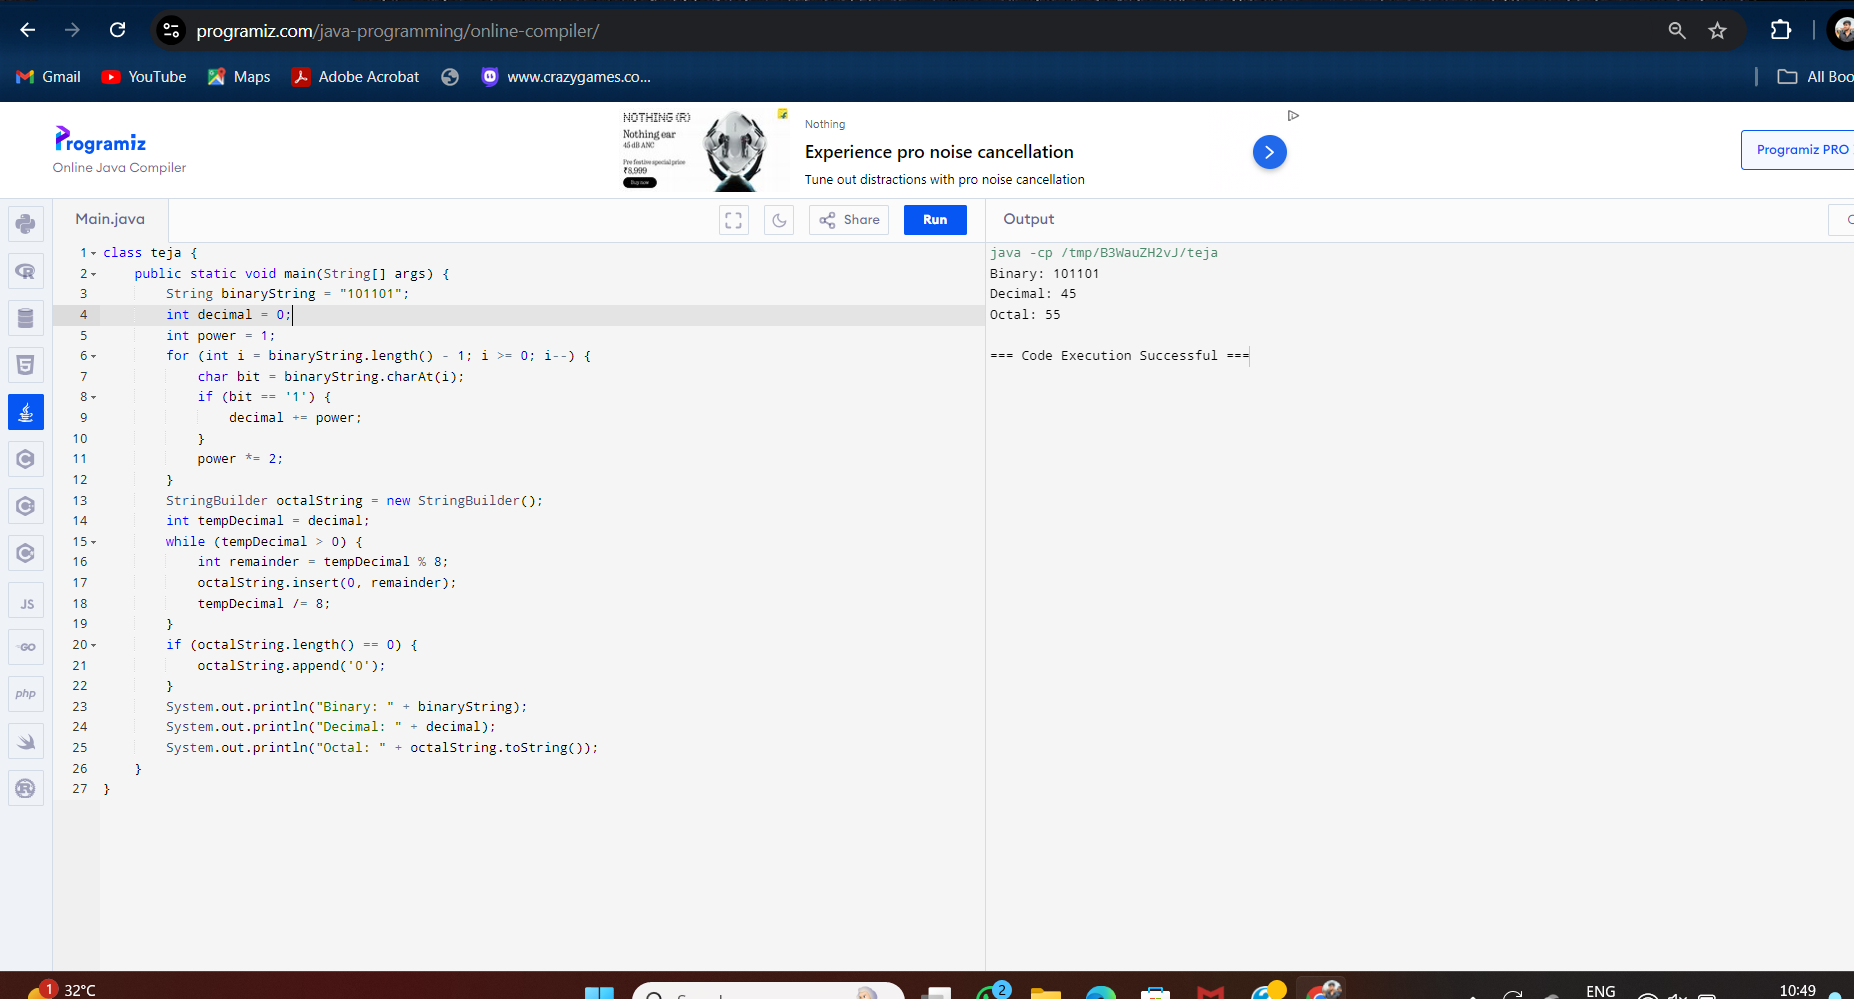 programiz.com/java-programming/online-compiler/
Gmail
YouTube
Maps
Adobe Acrobat
www.crazygames.co...
All Boo
Programiz
Online Java Compiler
NOTHING (R)
Nothing ear
45 dB ANC
Pre festive special price
₹8,999
Buy now
Nothing
Experience pro noise cancellation
Tune out distractions with pro noise cancellation
Programiz PRO
Main.java
Share
Run
Output
1 class teja {
2 public static void main(String[] args) {
3 String binaryString = "101101";
4 int decimal = 0;
5 int power = 1;
6 for (int i = binaryString.length() - 1; i >= 0; i--) {
7 char bit = binaryString.charAt(i);
8 if (bit == '1') {
9 decimal += power;
10 }
11 power *= 2;
12 }
13 StringBuilder octalString = new StringBuilder();
14 int tempDecimal = decimal;
15 while (tempDecimal > 0) {
16 int remainder = tempDecimal % 8;
17 octalString.insert(0, remainder);
18 tempDecimal /= 8;
19 }
20 if (octalString.length() == 0) {
21 octalString.append('0');
22 }
23 System.out.println("Binary: " + binaryString);
24 System.out.println("Decimal: " + decimal);
25 System.out.println("Octal: " + octalString.toString());
26 }
27 }
java -cp /tmp/B3WauZH2vJ/teja
Binary: 101101
Decimal: 45
Octal: 55
=== Code Execution Successful ===
JS
GO
php
1
32°C
2
ENG
10:49